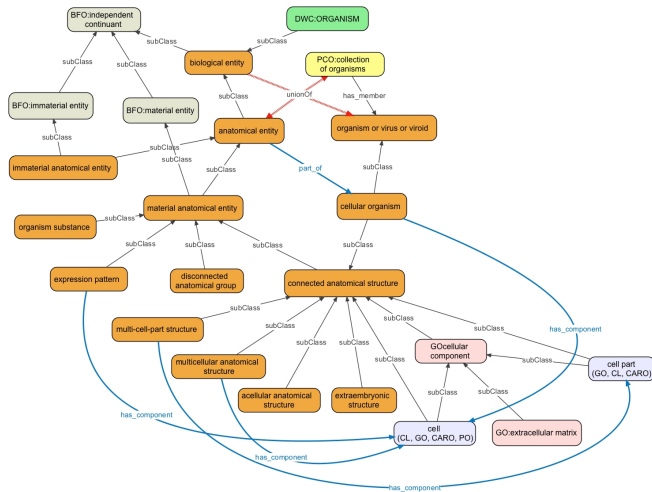 BFO:independent
continuant
DWC:ORGANISM
subClass
subClass
biological entity
PCO:collection
of organisms
subClass
subClass
unionOf
has_member
BFO:immaterial entity
BFO:material entity
anatomical entity
organism or virus or viroid
subClass
subClass
subClass
subClass
immaterial anatomical entity
part_of
subClass
subClass
material anatomical entity
cellular organism
organism substance
subClass
subClass
subClass
subClass
subClass
expression pattern
disconnected
anatomical group
connected anatomical structure
subClass
multi-cell-part structure
subClass
subClass
has_component
subClass
GOcellular
component
multicellular anatomical
structure
subClass
subClass
subClass
subClass
cell part
(GO, CL, CARO)
acellular anatomical
structure
extraembryonic
structure
subClass
subClass
has_component
cell
(CL, GO, CARO, PO)
GO:extracellular matrix
has_component
has_component